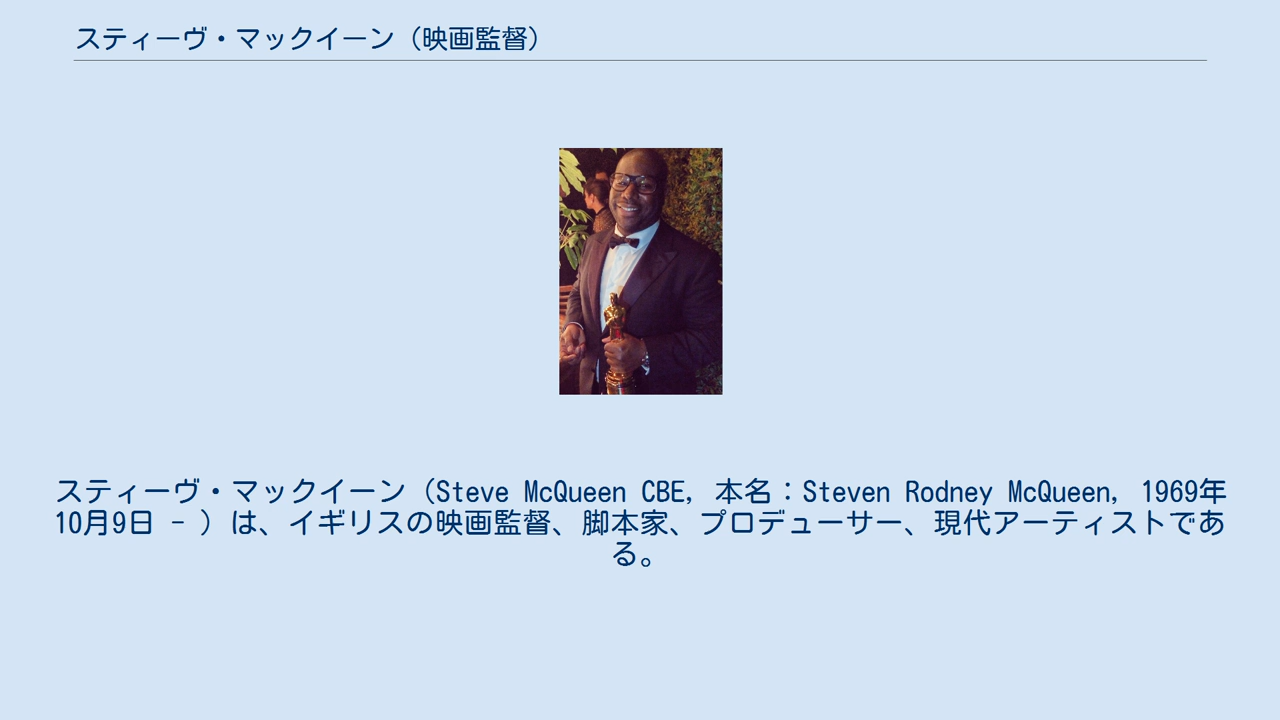 スティーヴ・マックイーン（映画監督）
スティーヴ・マックイーン（Steve McQueen CBE, 本名：Steven Rodney McQueen, 1969年
10月9日 - ）は、イギリスの映画監督、脚本家、プロデューサー、現代アーティストであ
る。